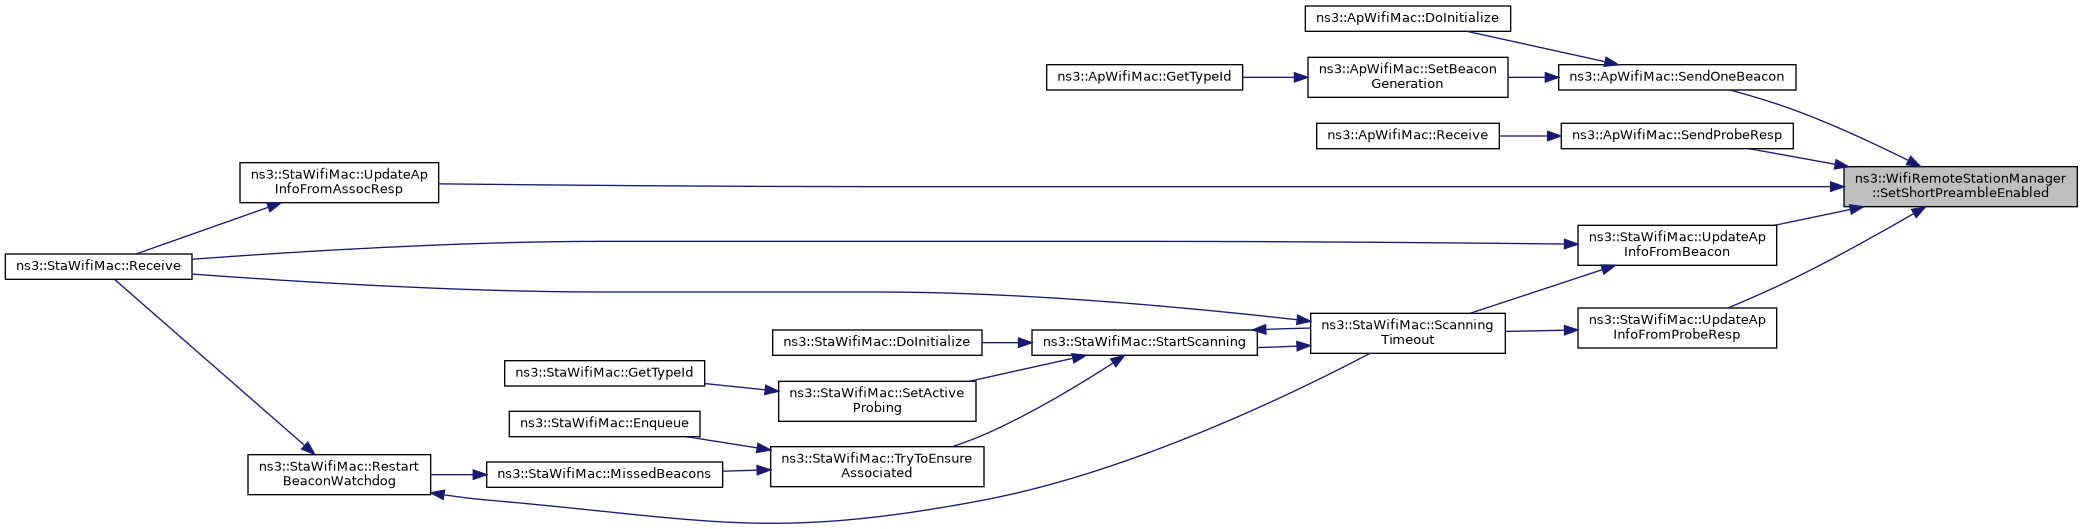 ns3::ApWifiMac::DoInitialize
ns3::ApWifiMac::GetTypeId
ns3::ApWifiMac::SetBeacon
Generation
ns3::ApWifiMac::SendOneBeacon
ns3::ApWifiMac::Receive
ns3::ApWifiMac::SendProbeResp
ns3::StaWifiMac::UpdateAp
InfoFromAssocResp
ns3::WifiRemoteStationManager
::SetShortPreambleEnabled
ns3::StaWifiMac::Receive
ns3::StaWifiMac::UpdateAp
InfoFromBeacon
ns3::StaWifiMac::DoInitialize
ns3::StaWifiMac::StartScanning
ns3::StaWifiMac::Scanning
Timeout
ns3::StaWifiMac::UpdateAp
InfoFromProbeResp
ns3::StaWifiMac::GetTypeId
ns3::StaWifiMac::SetActive
Probing
ns3::StaWifiMac::Enqueue
ns3::StaWifiMac::Restart
BeaconWatchdog
ns3::StaWifiMac::MissedBeacons
ns3::StaWifiMac::TryToEnsure
Associated